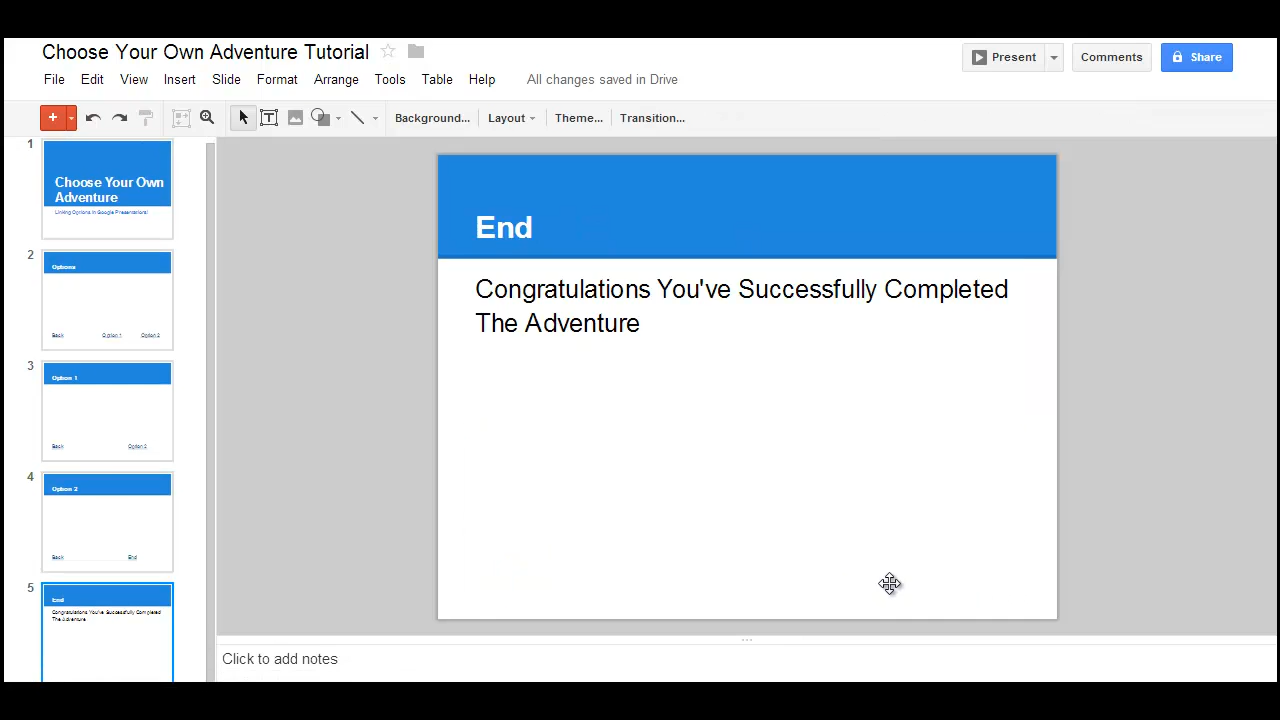 Choose Your Own Adventure Tutorial
Present
Comments
Share
File Edit View Insert Slide Format Arrange Tools Table Help All changes saved in Drive
Background... Layout Theme... Transition...
1
Choose Your Own
Adventure
Linking Options in Google Presentations!
2
Options
Back Option 1 Option 2
3
Option 1
Back Option 2
4
Option 2
Back End
5
End
Congratulations You've Successfully Completed
The Adventure
End
Congratulations You've Successfully Completed
The Adventure
Click to add notes